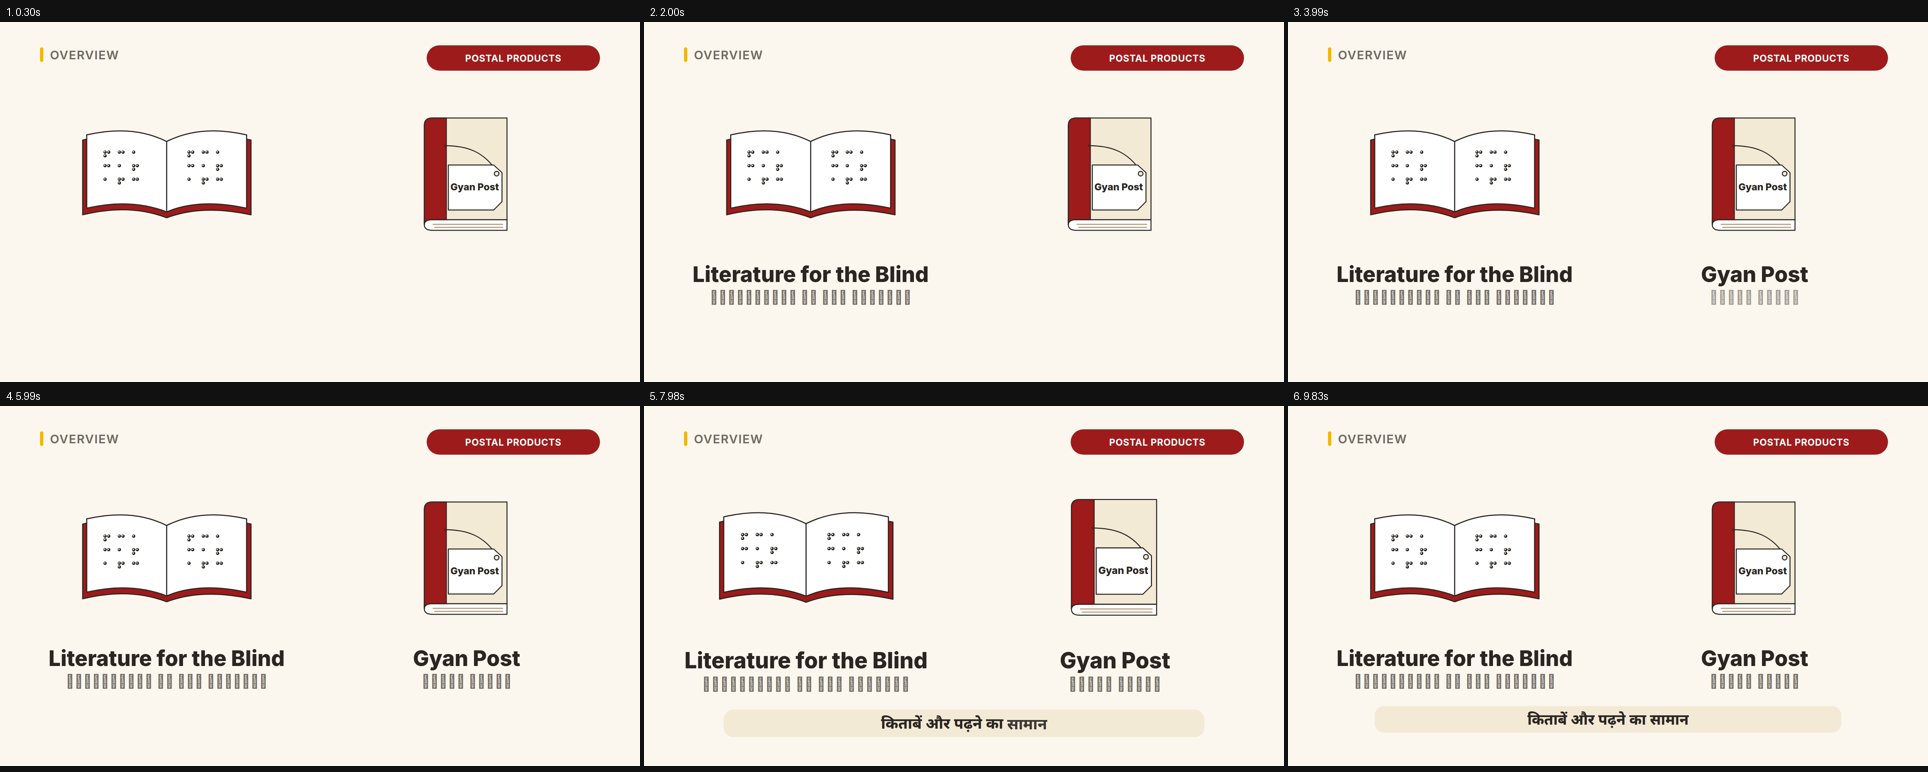 1. 0.30s
OVERVIEW
POSTAL PRODUCTS
Gyan Post
2. 2.00s
OVERVIEW
POSTAL PRODUCTS
Gyan Post
Literature for the Blind
3. 3.99s
OVERVIEW
POSTAL PRODUCTS
Gyan Post
Literature for the Blind
Gyan Post
4. 5.99s
OVERVIEW
POSTAL PRODUCTS
Gyan Post
Literature for the Blind
Gyan Post
5. 7.98s
OVERVIEW
POSTAL PRODUCTS
Gyan Post
Literature for the Blind
Gyan Post
किताबें और पढ़ने का सामान
6. 9.83s
OVERVIEW
POSTAL PRODUCTS
Gyan Post
Literature for the Blind
Gyan Post
किताबें और पढ़ने का सामान